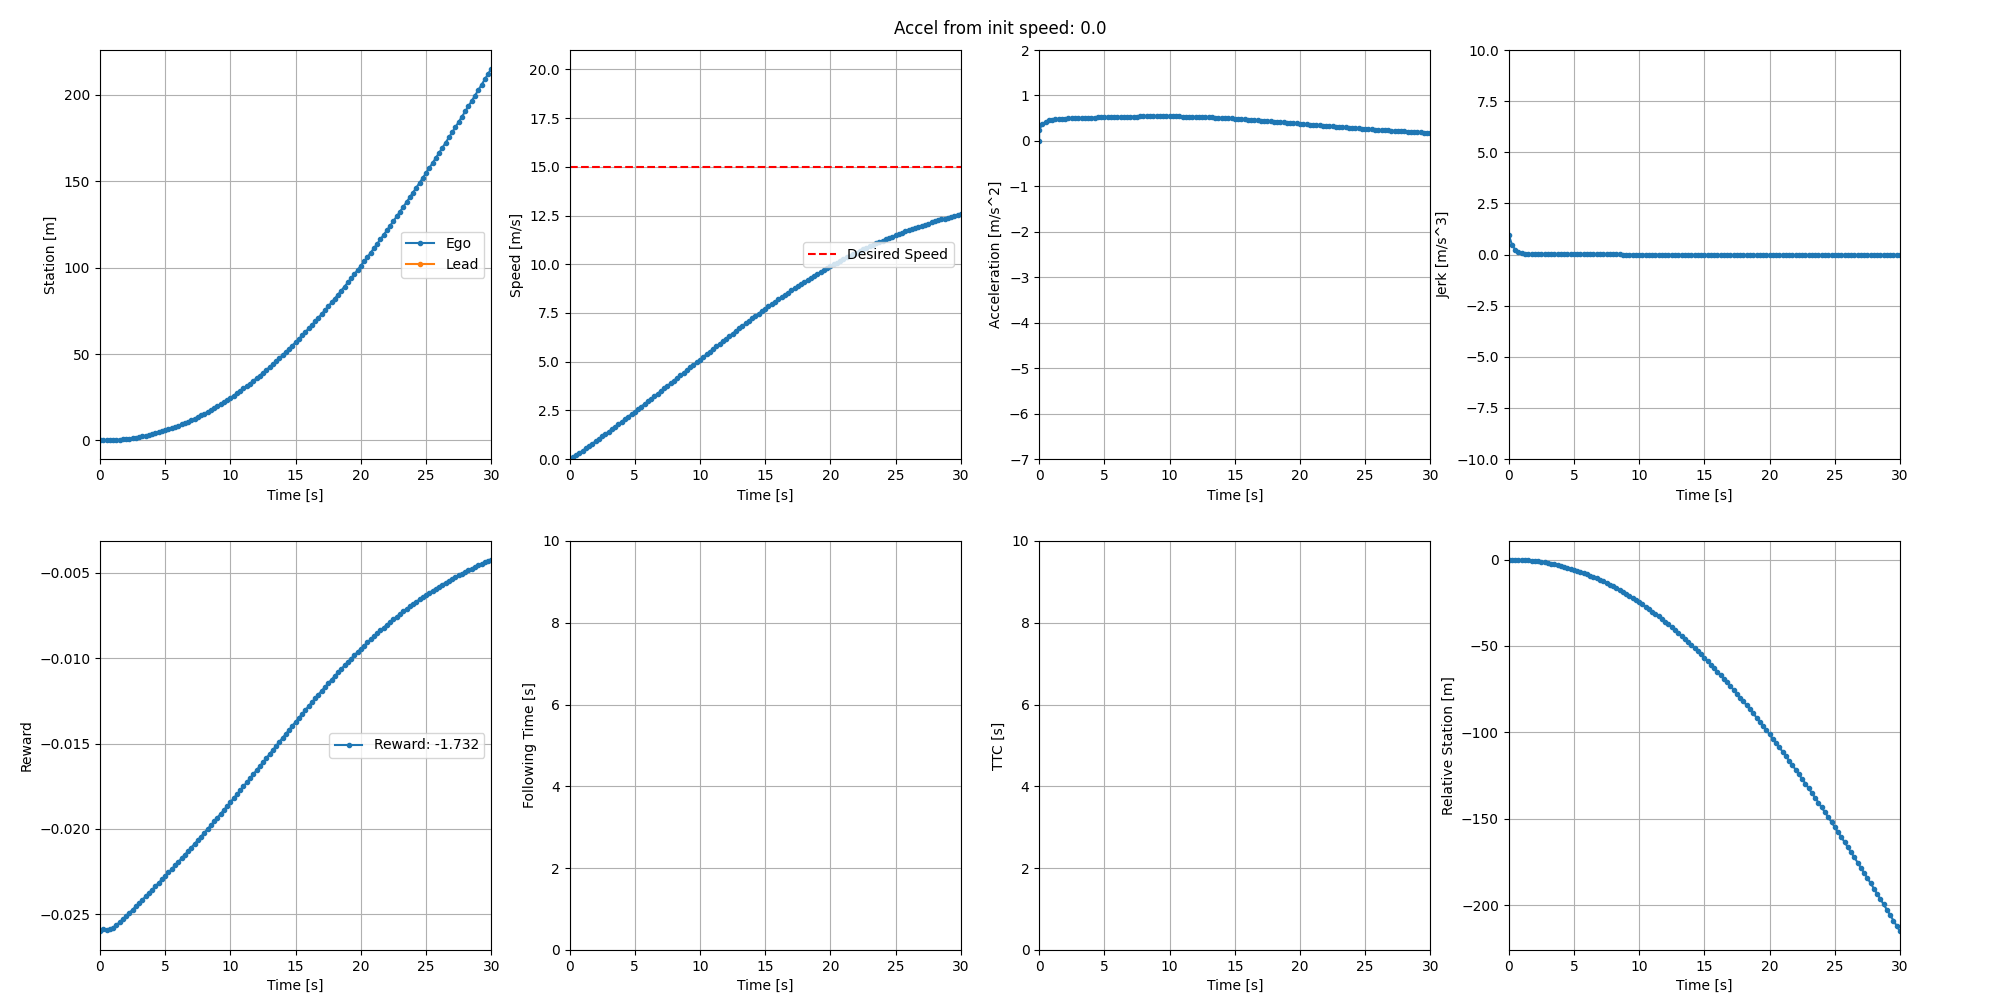 Accel from init speed: 0.0
Station [m]
200
150
100
50
0
Ego
Lead
0 5 10 15 20 25 30
Time [s]
Speed [m/s]
20.0
17.5
15.0
12.5
10.0
7.5
5.0
2.5
0.0
Desired Speed
0 5 10 15 20 25 30
Time [s]
Acceleration [m/s^2]
2
1
0
−1
−2
−3
−4
−5
−6
−7
0 5 10 15 20 25 30
Time [s]
Jerk [m/s^3]
10.0
7.5
5.0
2.5
0.0
−2.5
−5.0
−7.5
−10.0
0 5 10 15 20 25 30
Time [s]
Reward
−0.005
−0.010
−0.015
−0.020
−0.025
Reward: -1.732
0 5 10 15 20 25 30
Time [s]
Following Time [s]
10
8
6
4
2
0
0 5 10 15 20 25 30
Time [s]
TTC [s]
10
8
6
4
2
0
0 5 10 15 20 25 30
Time [s]
Relative Station [m]
0
−50
−100
−150
−200
0 5 10 15 20 25 30
Time [s]